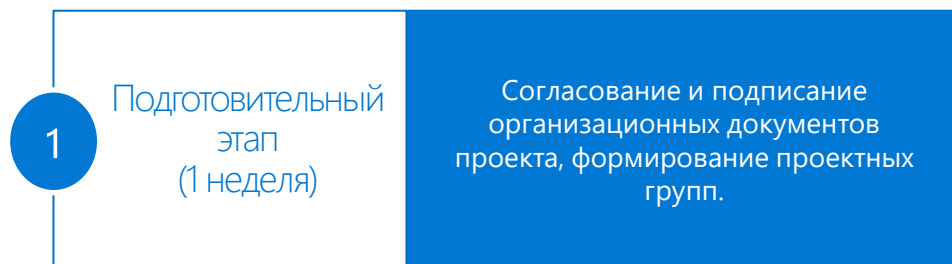 1
Подготовительный
этап
(1 неделя)
Согласование и подписание
организационных документов
проекта, формирование проектных
групп.